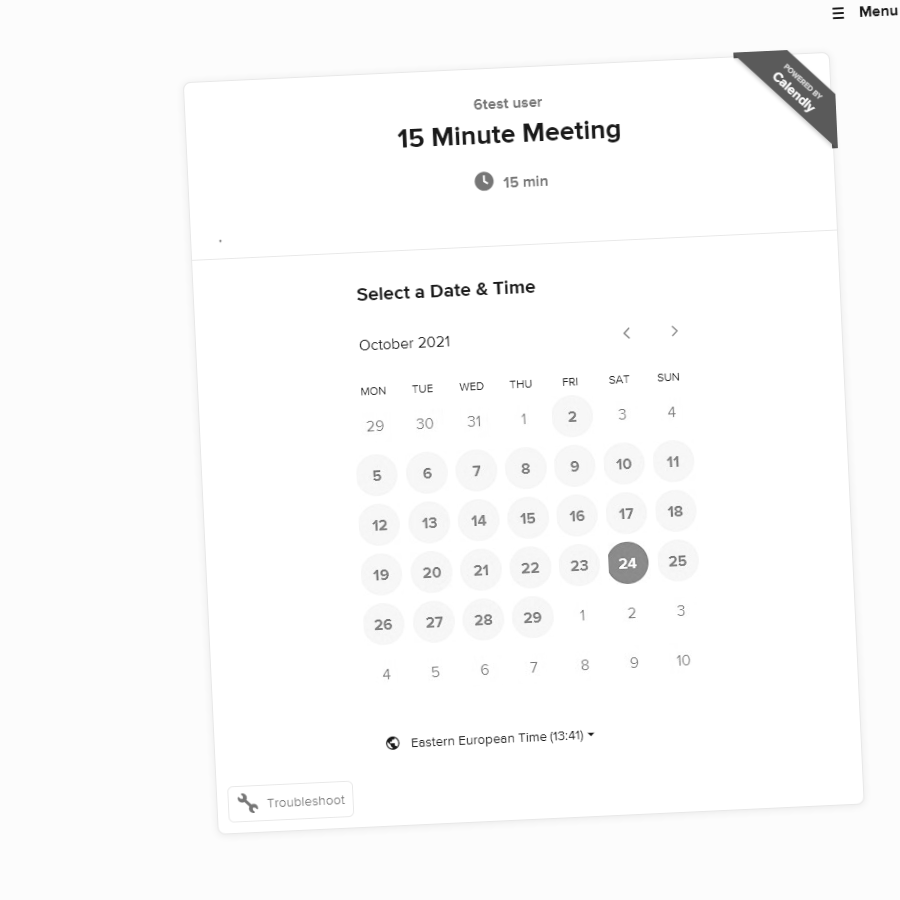 Menu
POWERED BY
Calendly
6test user
15 Minute Meeting
15 min
Select a Date & Time
October 2021
MON TUE WED THU FRI SAT SUN
29 30 31 1 2 3 4
5 6 7 8 9 10 11
12 13 14 15 16 17 18
19 20 21 22 23 24 25
26 27 28 29 1 2 3
4 5 6 7 8 9 10
Eastern European Time (13:41)
Troubleshoot